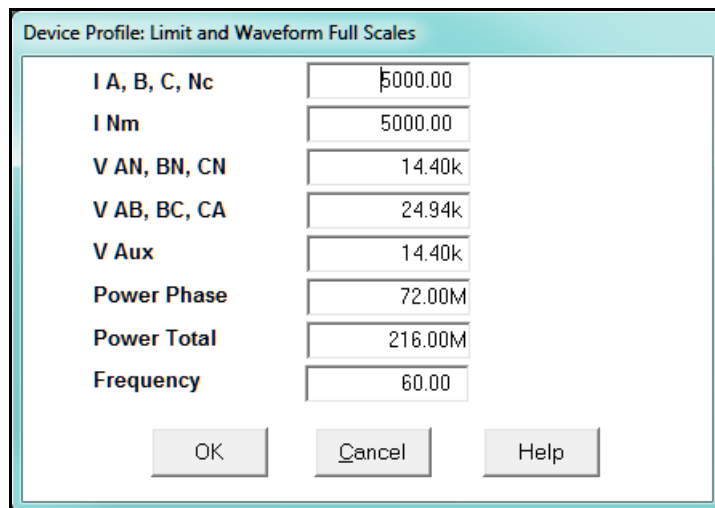 Device Profile: Limit and Waveform Full Scales
I A, B, C, Nc 5000.00
I Nm 5000.00
V AN, BN, CN 14.40k
V AB, BC, CA 24.94k
V Aux 14.40k
Power Phase 72.00M
Power Total 216.00M
Frequency 60.00
OK Cancel Help